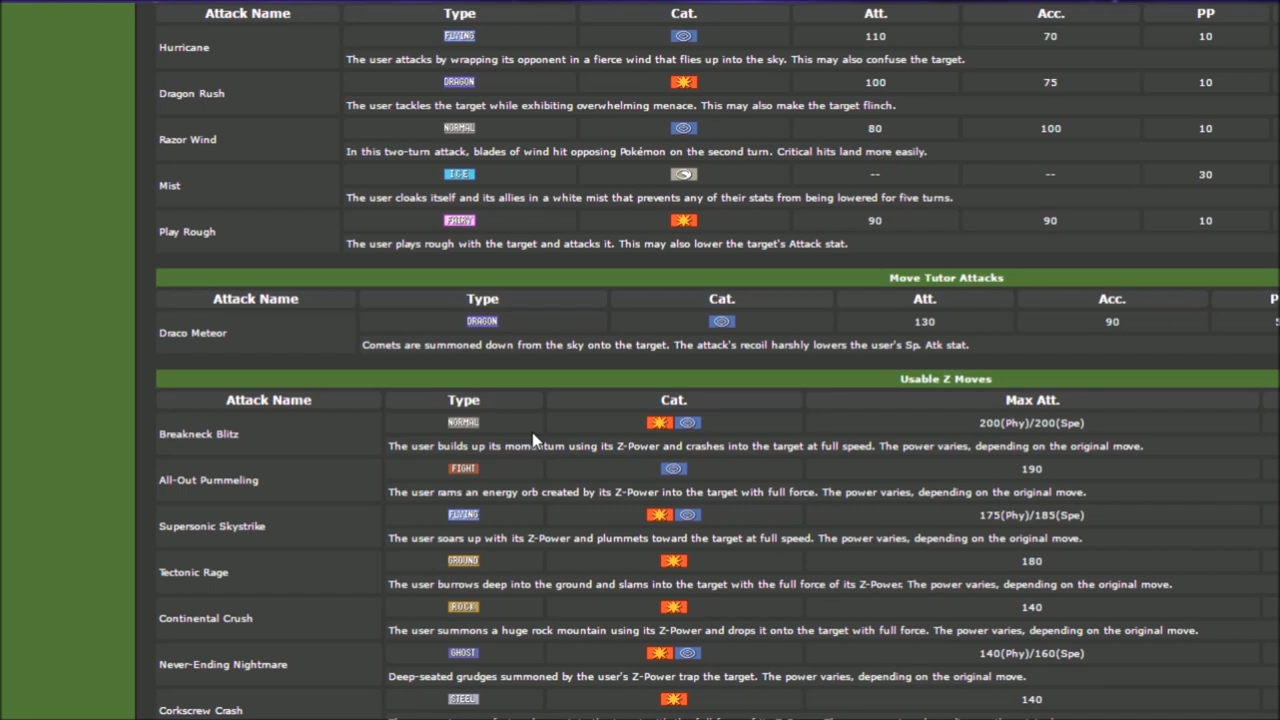 Attack Name Type Cat. Att. Acc. PP
Hurricane FLYING 110 70 10
The user attacks by wrapping its opponent in a fierce wind that flies up into the sky. This may also confuse the target.
Dragon Rush DRAGON 100 75 10
The user tackles the target while exhibiting overwhelming menace. This may also make the target flinch.
Razor Wind NORMAL 80 100 10
In this two-turn attack, blades of wind hit opposing Pokémon on the second turn. Critical hits land more easily.
Mist ICE -- -- 30
The user cloaks itself and its allies in a white mist that prevents any of their stats from being lowered for five turns.
Play Rough FAIRY 90 90 10
The user plays rough with the target and attacks it. This may also lower the target's Attack stat.
Move Tutor Attacks
Attack Name Type Cat. Att. Acc.
Draco Meteor DRAGON 130 90
Comets are summoned down from the sky onto the target. The attack's recoil harshly lowers the user's Sp. Atk stat.
Usable Z Moves
Attack Name Type Cat. Max Att.
Breakneck Blitz NORMAL 200(Phy)/200(Spe)
The user builds up its momentum using its Z-Power and crashes into the target at full speed. The power varies, depending on the original move.
All-Out Pummeling FIGHT 190
The user rams an energy orb created by its Z-Power into the target with full force. The power varies, depending on the original move.
Supersonic Skystrike FLYING 175(Phy)/185(Spe)
The user soars up with its Z-Power and plummets toward the target at full speed. The power varies, depending on the original move.
Tectonic Rage GROUND 180
The user burrows deep into the ground and slams into the target with the full force of its Z-Power. The power varies, depending on the original move.
Continental Crush ROCK 140
The user summons a huge rock mountain using its Z-Power and drops it onto the target with full force. The power varies, depending on the original move.
Never-Ending Nightmare GHOST 140(Phy)/160(Spe)
Deep-seated grudges summoned by the user's Z-Power trap the target. The power varies, depending on the original move.
Corkscrew Crash STEEL 140